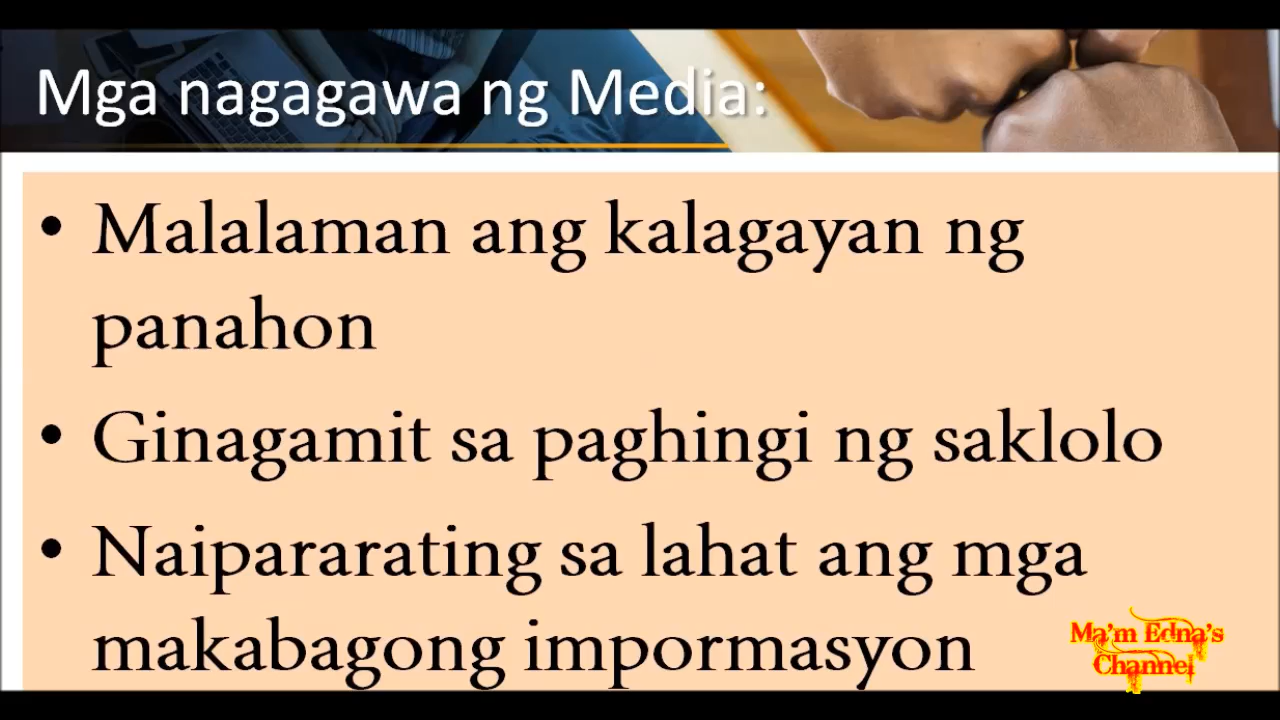 Mga nagagawa ng Media:
• Malalaman ang kalagayan ng
panahon
• Ginagamit sa paghingi ng saklolo
• Naipararating sa lahat ang mga
makabagong impormasyon
Ma'm Edna's
Channel